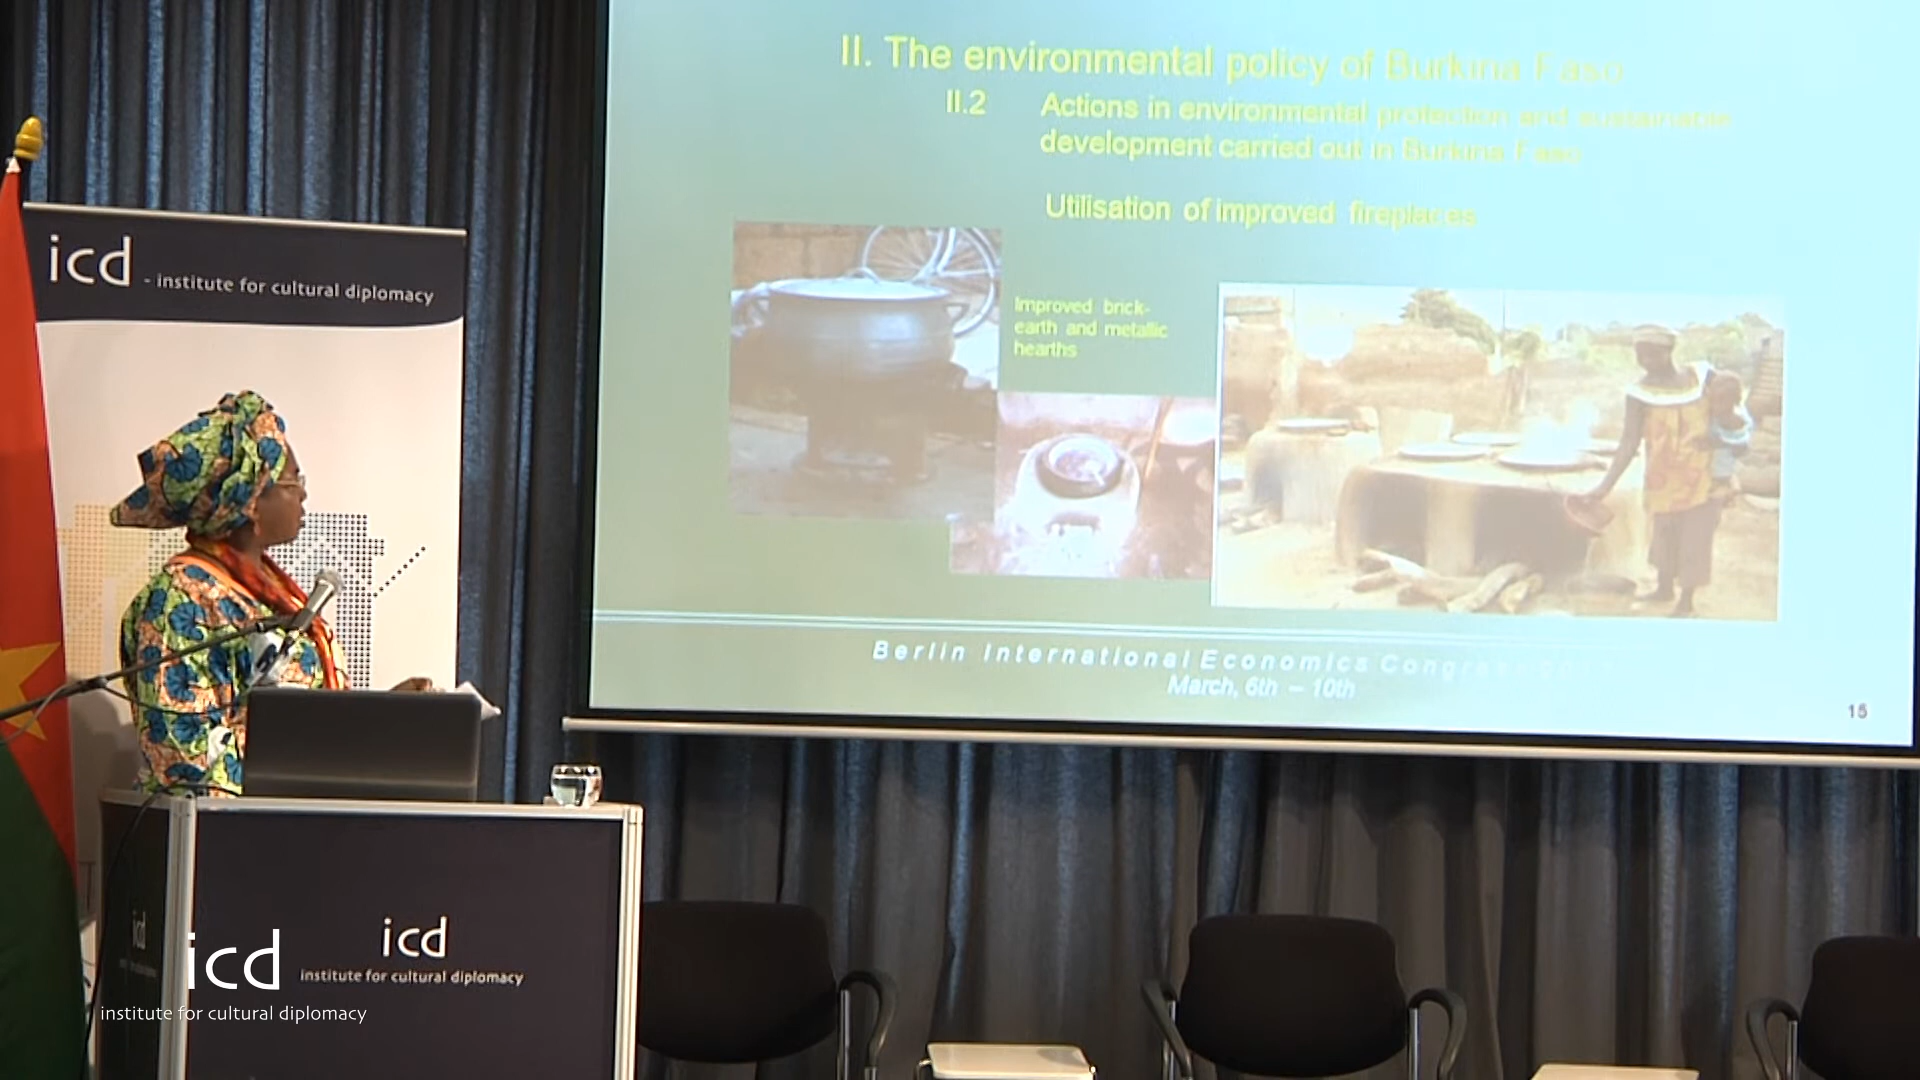 II. The environmental policy of Burkina Faso
II.2 Actions in environmental protection and sustainable
development carried out in Burkina Faso
Utilisation of improved fireplaces
Improved brick-
earth and metallic
hearths
Berlin International Economics
March, 6th – 10th
15
icd - institute for cultural diplomacy
icd
institute for cultural diplomacy
icd
institute for cultural diplomacy
icd